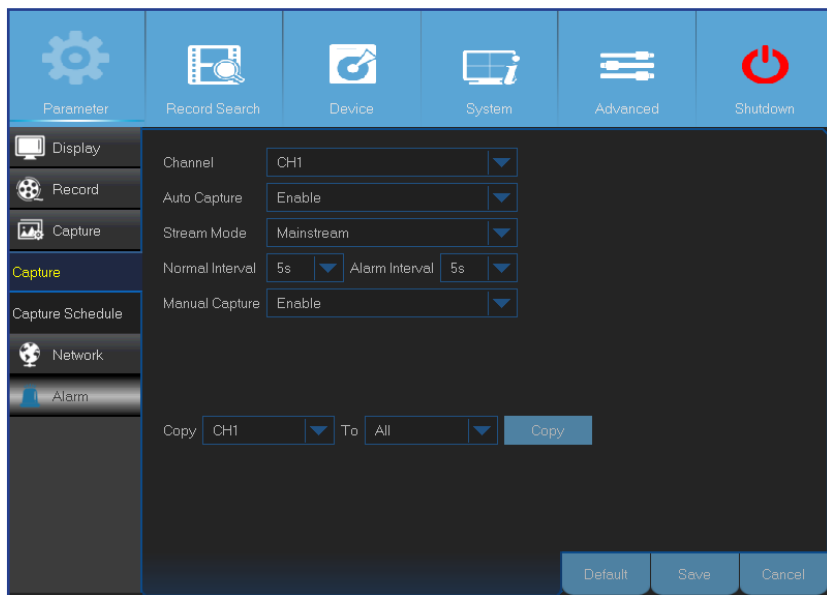 Parameter
Record Search
Device
System
Advanced
Shutdown
Display
Record
Capture
Capture
Capture Schedule
Network
Alarm
Channel CH1
Auto Capture Enable
Stream Mode Mainstream
Normal Interval 5s Alarm Interval 5s
Manual Capture Enable
Copy CH1 To All Copy
Default Save Cancel